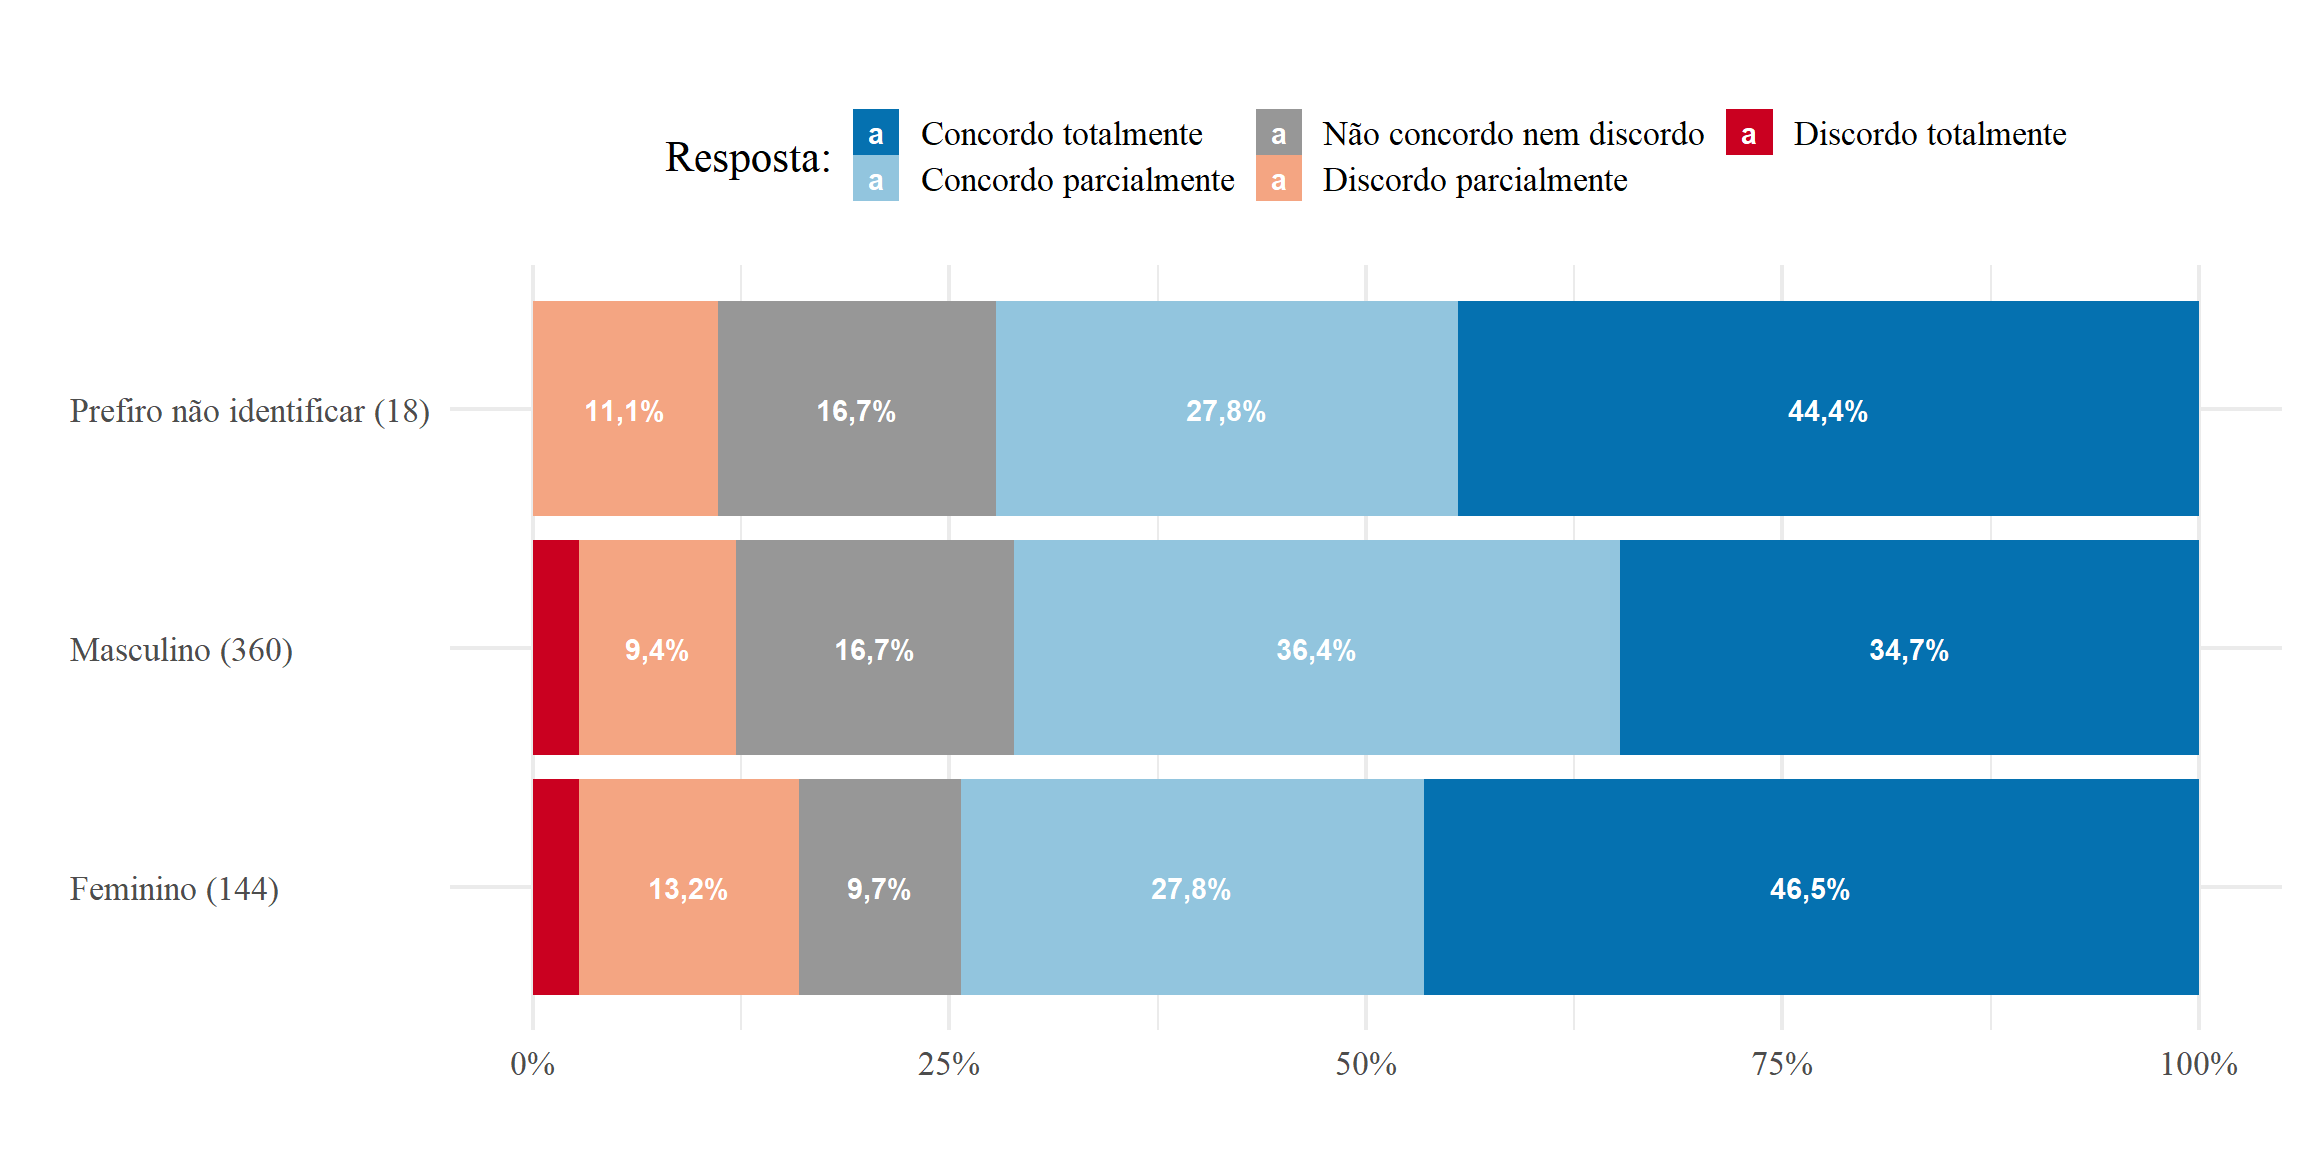 Resposta:
a Concordo totalmente
a Concordo parcialmente
a Não concordo nem discordo
a Discordo parcialmente
a Discordo totalmente
Prefiro não identificar (18)
11,1% 16,7% 27,8% 44,4%
Masculino (360)
9,4% 16,7% 36,4% 34,7%
Feminino (144)
13,2% 9,7% 27,8% 46,5%
0% 25% 50% 75% 100%